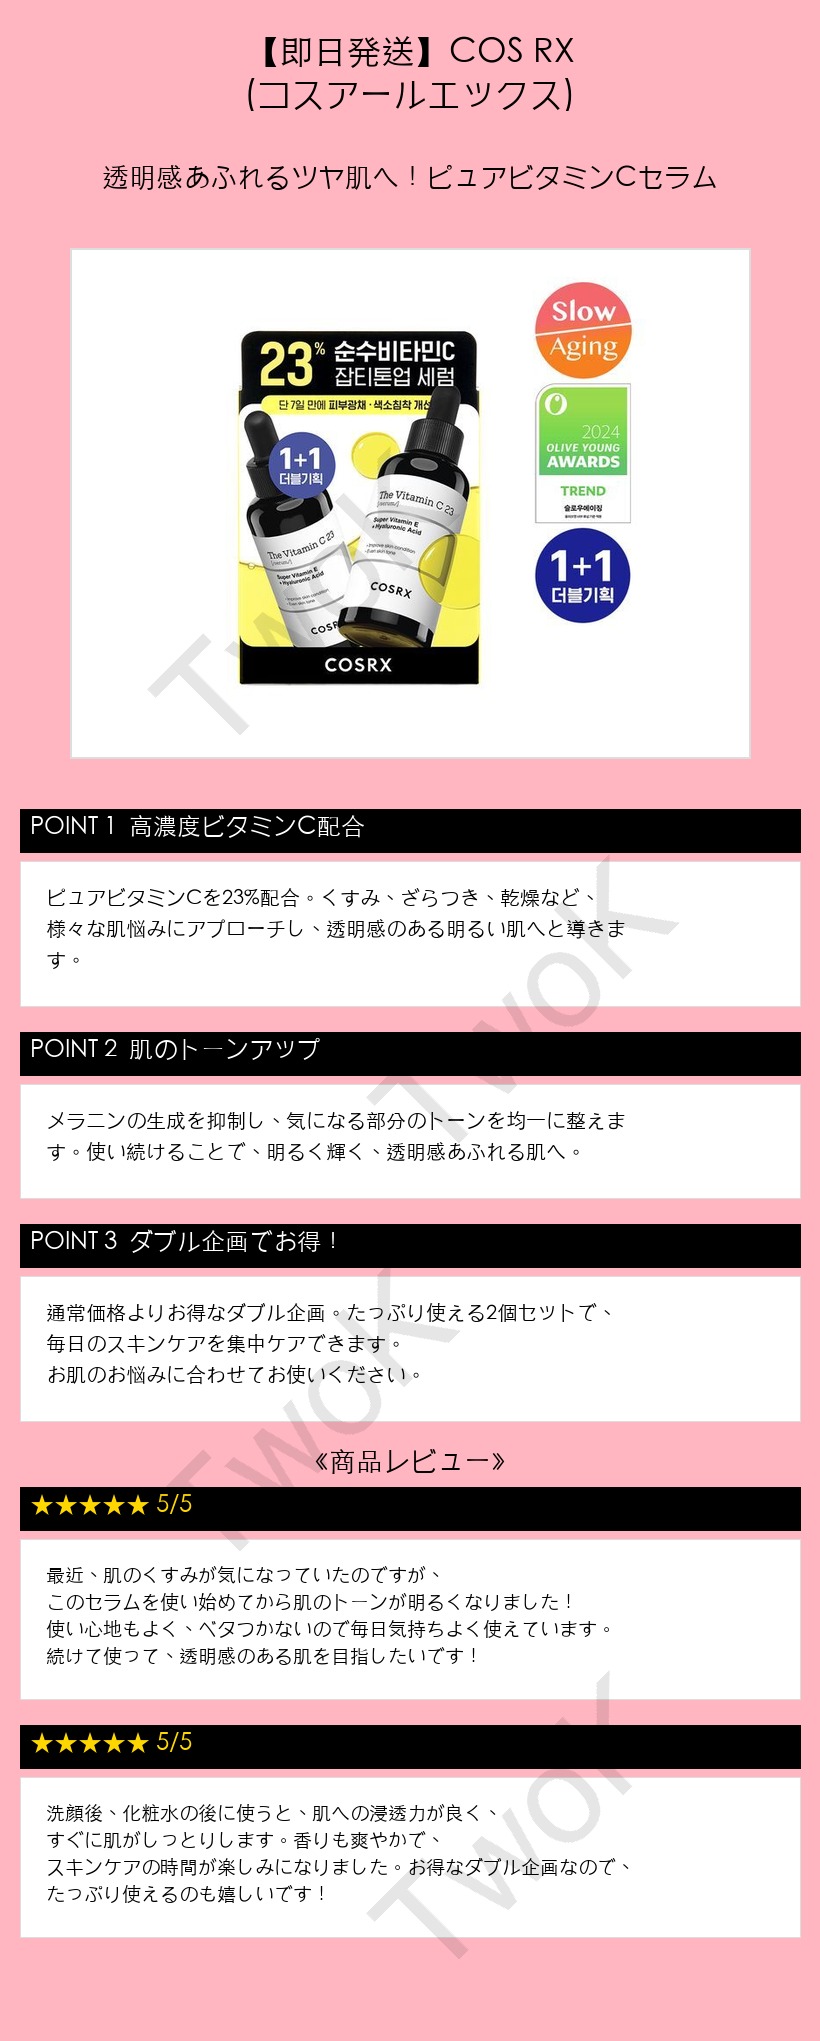 【即日発送】COS RX
(コスアールエックス)
透明感あふれるツヤ肌へ！ピュアビタミンCセラム
23% 순수비타민C
잡티톤업 세럼
단 7일 만에 피부광채 · 색소침착 개선
1+1
더블기획
The Vitamin C 23
[serum]
Super Vitamin E
+Hyaluronic Acid
The Vitamin C 23
[serum]
Super Vitamin E
+Hyaluronic Acid
• Improve skin condition
• Even skin tone
COSRX
COSRX
Slow
Aging
2024
OLIVE YOUNG
AWARDS
TREND
슬로우에이징
1+1
더블기획
POINT 1 高濃度ビタミンC配合
ピュアビタミンCを23%配合。くすみ、ざらつき、乾燥など、
様々な肌悩みにアプローチし、透明感のある明るい肌へと導きま
す。
POINT 2 肌のトーンアップ
メラニンの生成を抑制し、気になる部分のトーンを均一に整えま
す。使い続けることで、明るく輝く、透明感あふれる肌へ。
POINT 3 ダブル企画でお得！
通常価格よりお得なダブル企画。たっぷり使える2個セットで、
毎日のスキンケアを集中ケアできます。
お肌のお悩みに合わせてお使いください。
《商品レビュー》
★★★★★ 5/5
最近、肌のくすみが気になっていたのですが、
このセラムを使い始めてから肌のトーンが明るくなりました！
使い心地もよく、ベタつかないので毎日気持ちよく使えています。
続けて使って、透明感のある肌を目指したいです！
★★★★★ 5/5
洗顔後、化粧水の後に使うと、肌への浸透力が良く、
すぐに肌がしっとりします。香りも爽やかで、
スキンケアの時間が楽しみになりました。お得なダブル企画なので、
たっぷり使えるのも嬉しいです！
TwoK
TwoK
TwoK
TwoK